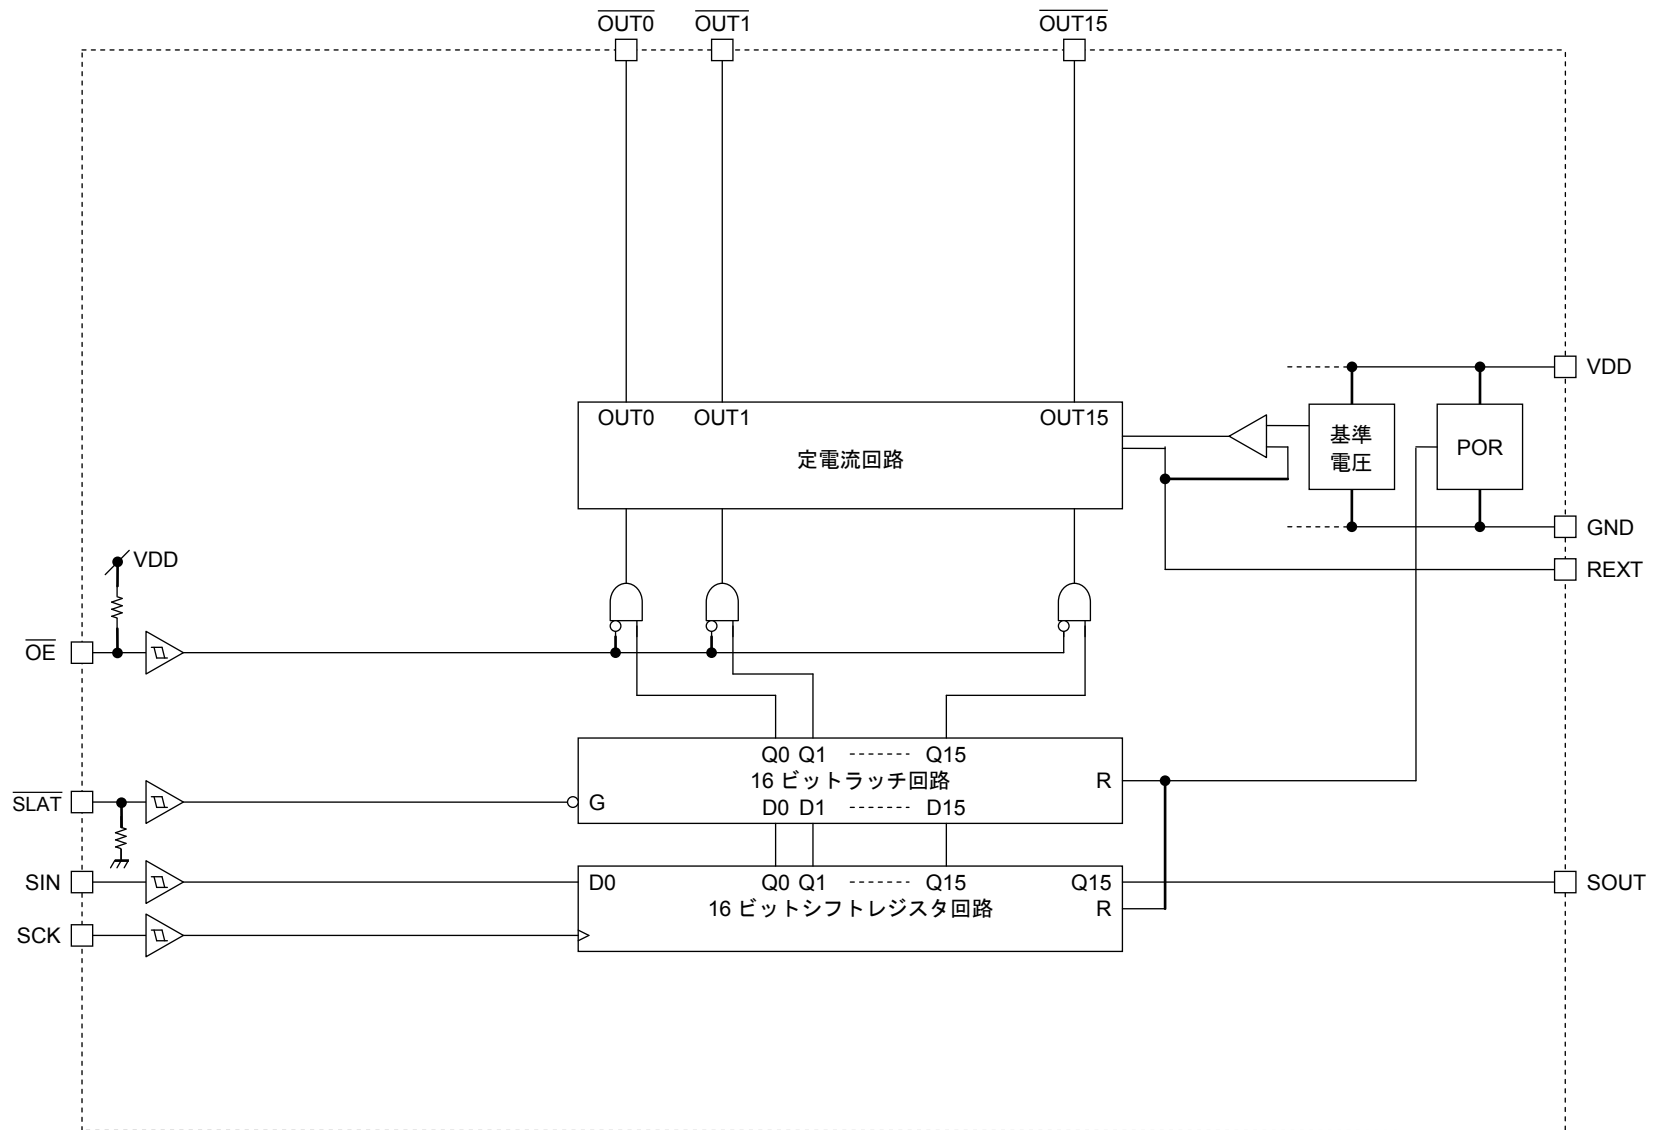 OUT0 OUT1 OUT15
VDD
OUT0 OUT1 OUT15
定電流回路
基準
電圧
POR
GND
VDD
REXT
OE
Q0 Q1 ------- Q15
16 ビットラッチ回路
R
SLAT
G
D0 D1 ------- D15
SIN
D0
Q0 Q1 ------- Q15
Q15
SOUT
16 ビットシフトレジスタ回路
R
SCK